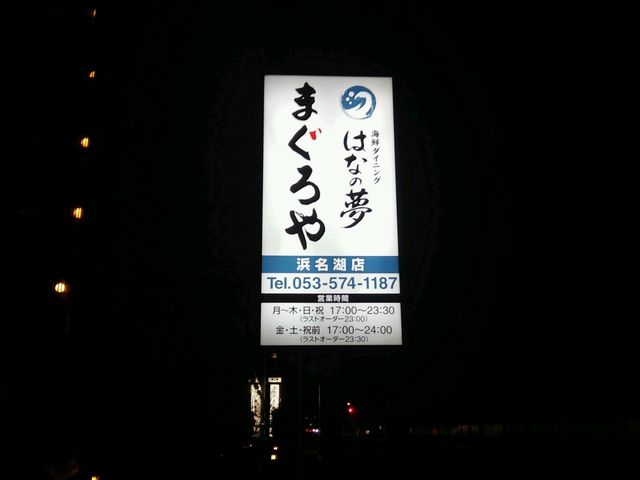 海鮮ダイニング
はなの夢
まぐろや
浜名湖店
Tel.053-574-1187
営業時間
月～木・日・祝 17:00～23:30
(ラストオーダー23:00)
金・土・祝前 17:00～24:00
(ラストオーダー23:30)